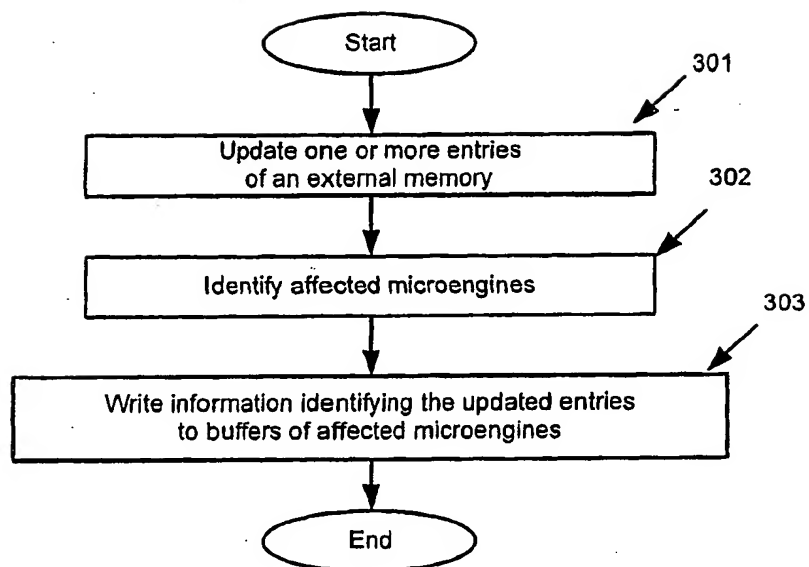 Start
301
Update one or more entries
of an external memory
302
Identify affected microengines
303
Write information identifying the updated entries
to buffers of affected microengines
End